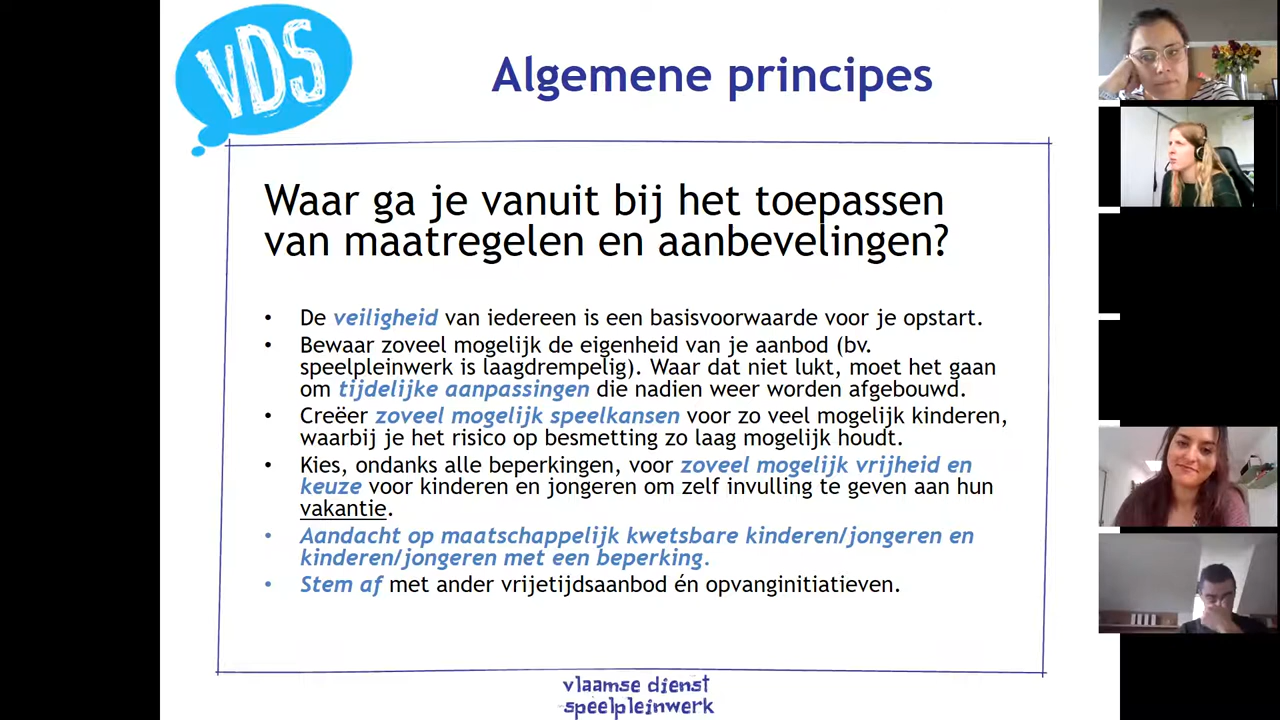 VDS
Algemene principes
Waar ga je vanuit bij het toepassen
van maatregelen en aanbevelingen?
• De veiligheid van iedereen is een basisvoorwaarde voor je opstart.
• Bewaar zoveel mogelijk de eigenheid van je aanbod (bv.
speelpleinwerk is laagdrempelig). Waar dat niet lukt, moet het gaan
om tijdelijke aanpassingen die nadien weer worden afgebouwd.
• Creëer zoveel mogelijk speelkansen voor zo veel mogelijk kinderen,
waarbij je het risico op besmetting zo laag mogelijk houdt.
• Kies, ondanks alle beperkingen, voor zoveel mogelijk vrijheid en
keuze voor kinderen en jongeren om zelf invulling te geven aan hun
vakantie.
• Aandacht op maatschappelijk kwetsbare kinderen/jongeren en
kinderen/jongeren met een beperking.
• Stem af met ander vrijetijdsaanbod én opvanginitiatieven.
vlaamse dienst
speelpleinwerk